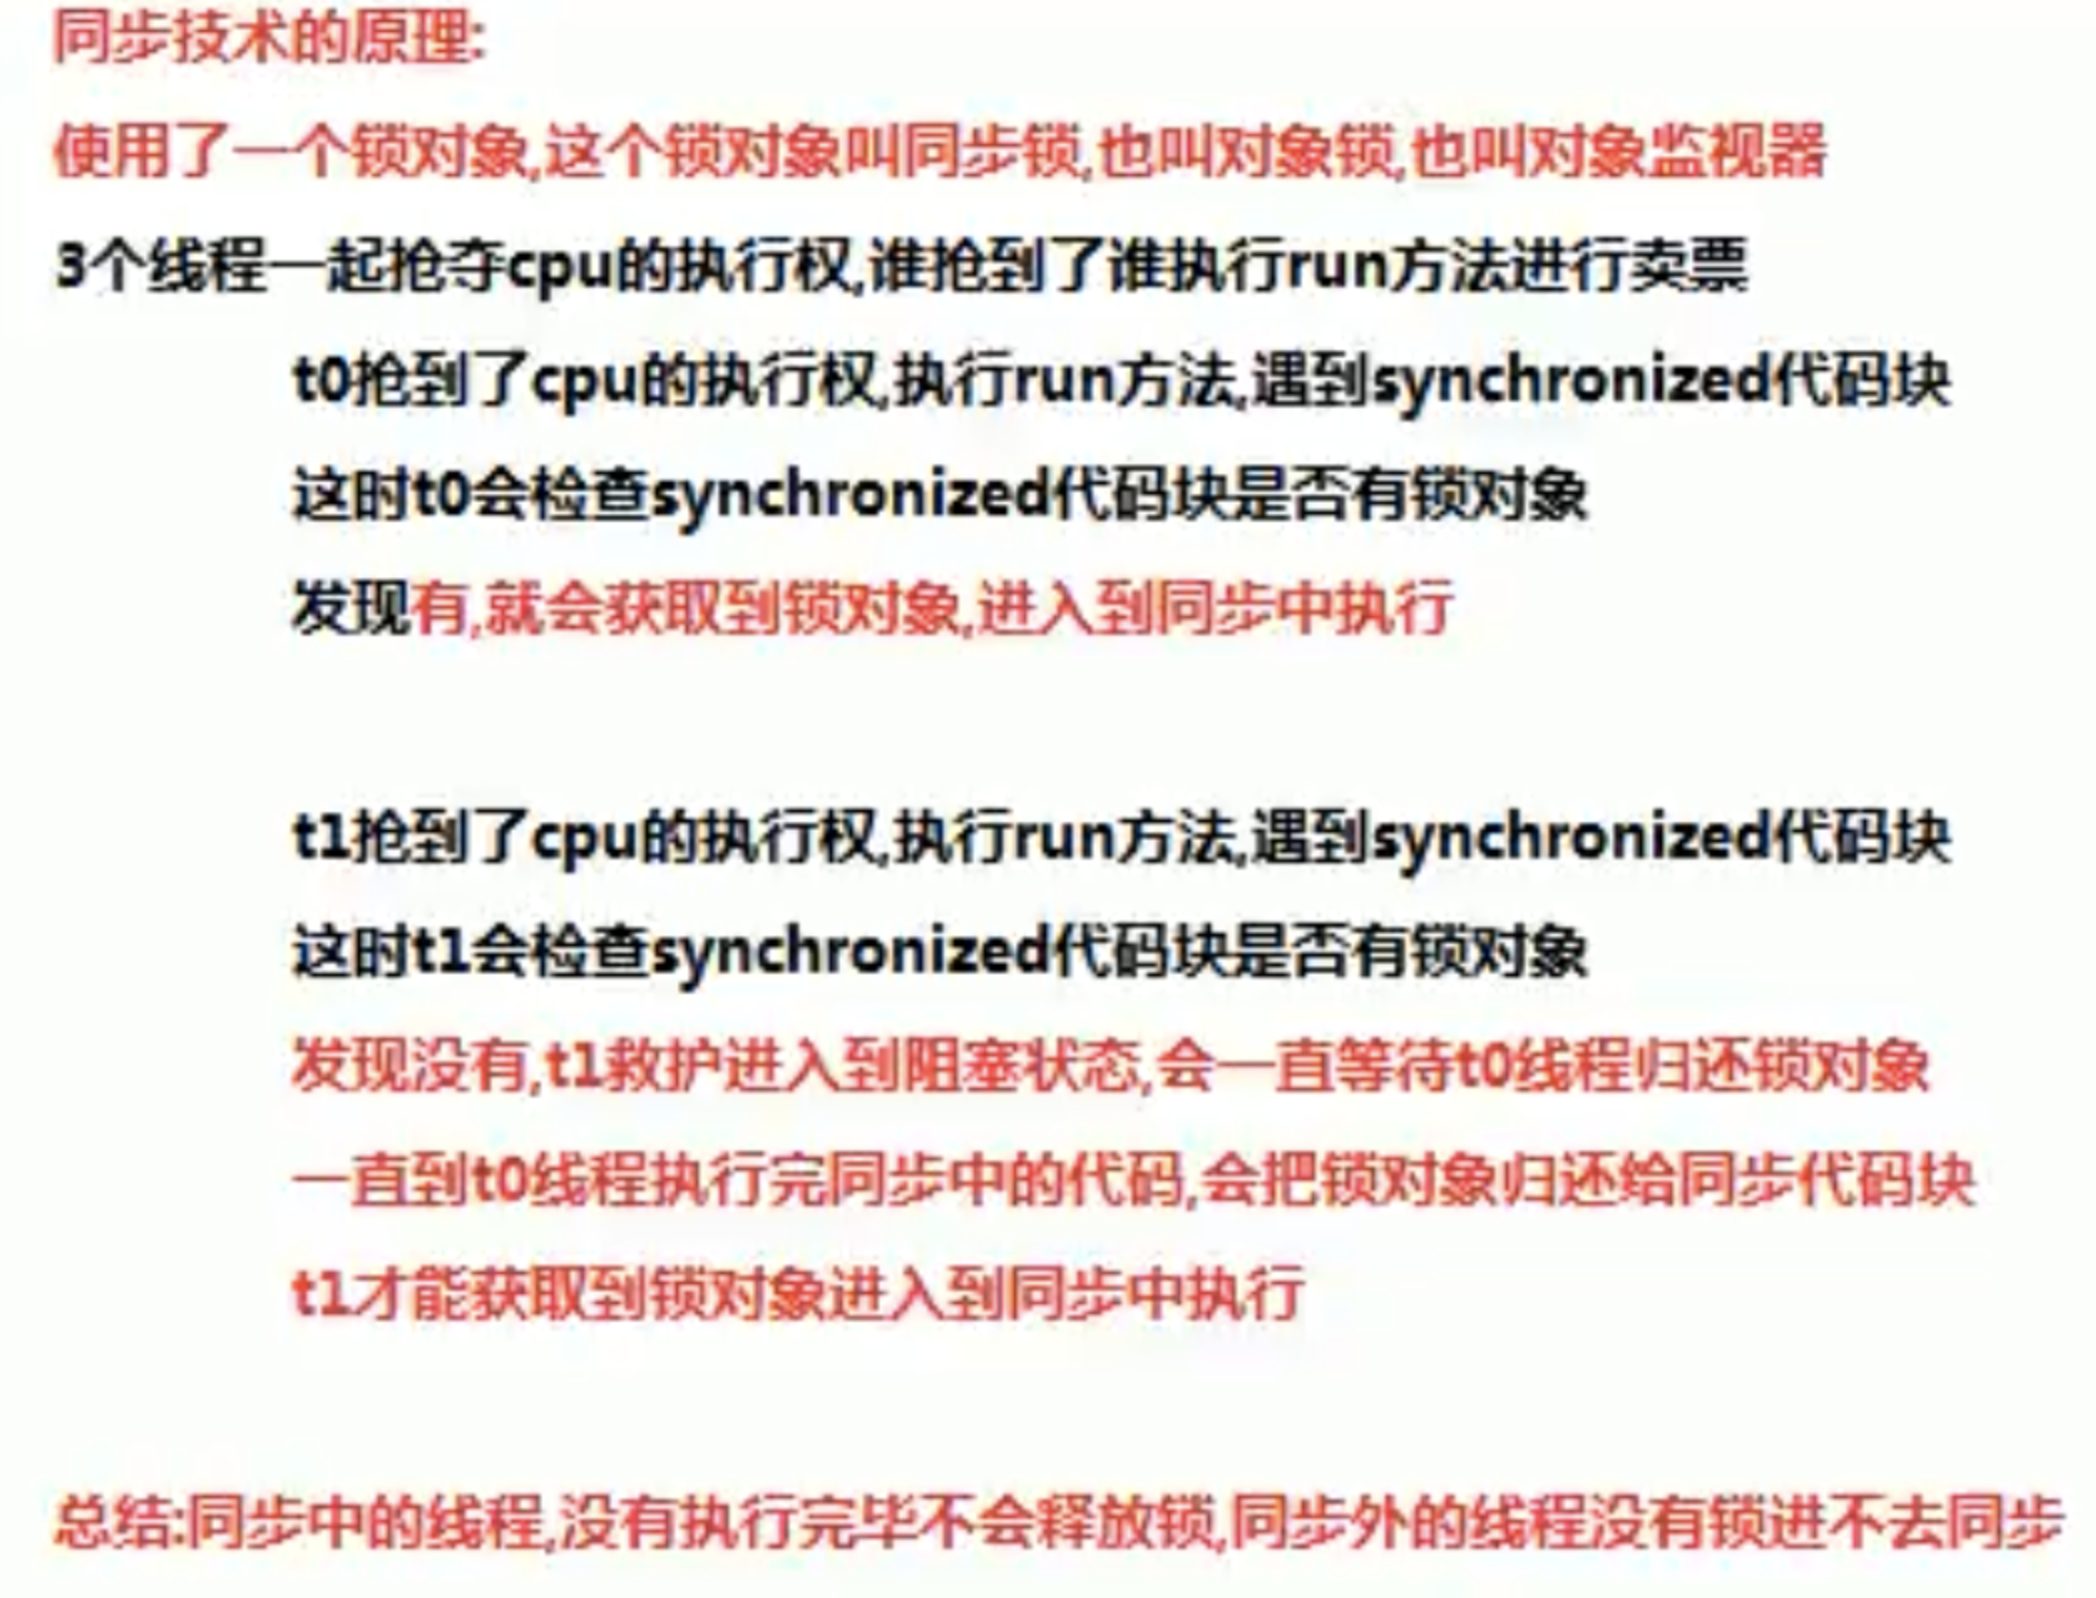 同步技术的原理:
使用了一个锁对象,这个锁对象叫同步锁,也叫对象锁,也叫对象监视器
3个线程一起抢夺cpu的执行权,谁抢到了谁执行run方法进行卖票
t0抢到了cpu的执行权,执行run方法,遇到synchronized代码块
这时t0会检查synchronized代码块是否有锁对象
发现有,就会获取到锁对象,进入到同步中执行
t1抢到了cpu的执行权,执行run方法,遇到synchronized代码块
这时t1会检查synchronized代码块是否有锁对象
发现没有,t1救护进入到阻塞状态,会一直等待t0线程归还锁对象
一直到t0线程执行完同步中的代码,会把锁对象归还给同步代码块
t1才能获取到锁对象进入到同步中执行
总结:同步中的线程,没有执行完毕不会释放锁,同步外的线程没有锁进不去同步